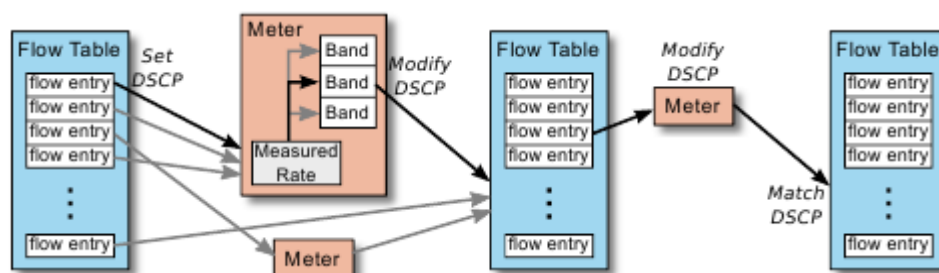 Flow Table
flow entry
flow entry
flow entry
flow entry
flow entry
Set
DSCP
Meter
Band
Band
Band
Measured
Rate
Meter
Modify
DSCP
Flow Table
flow entry
flow entry
flow entry
flow entry
flow entry
Modify
DSCP
Meter
Match
DSCP
Flow Table
flow entry
flow entry
flow entry
flow entry
flow entry